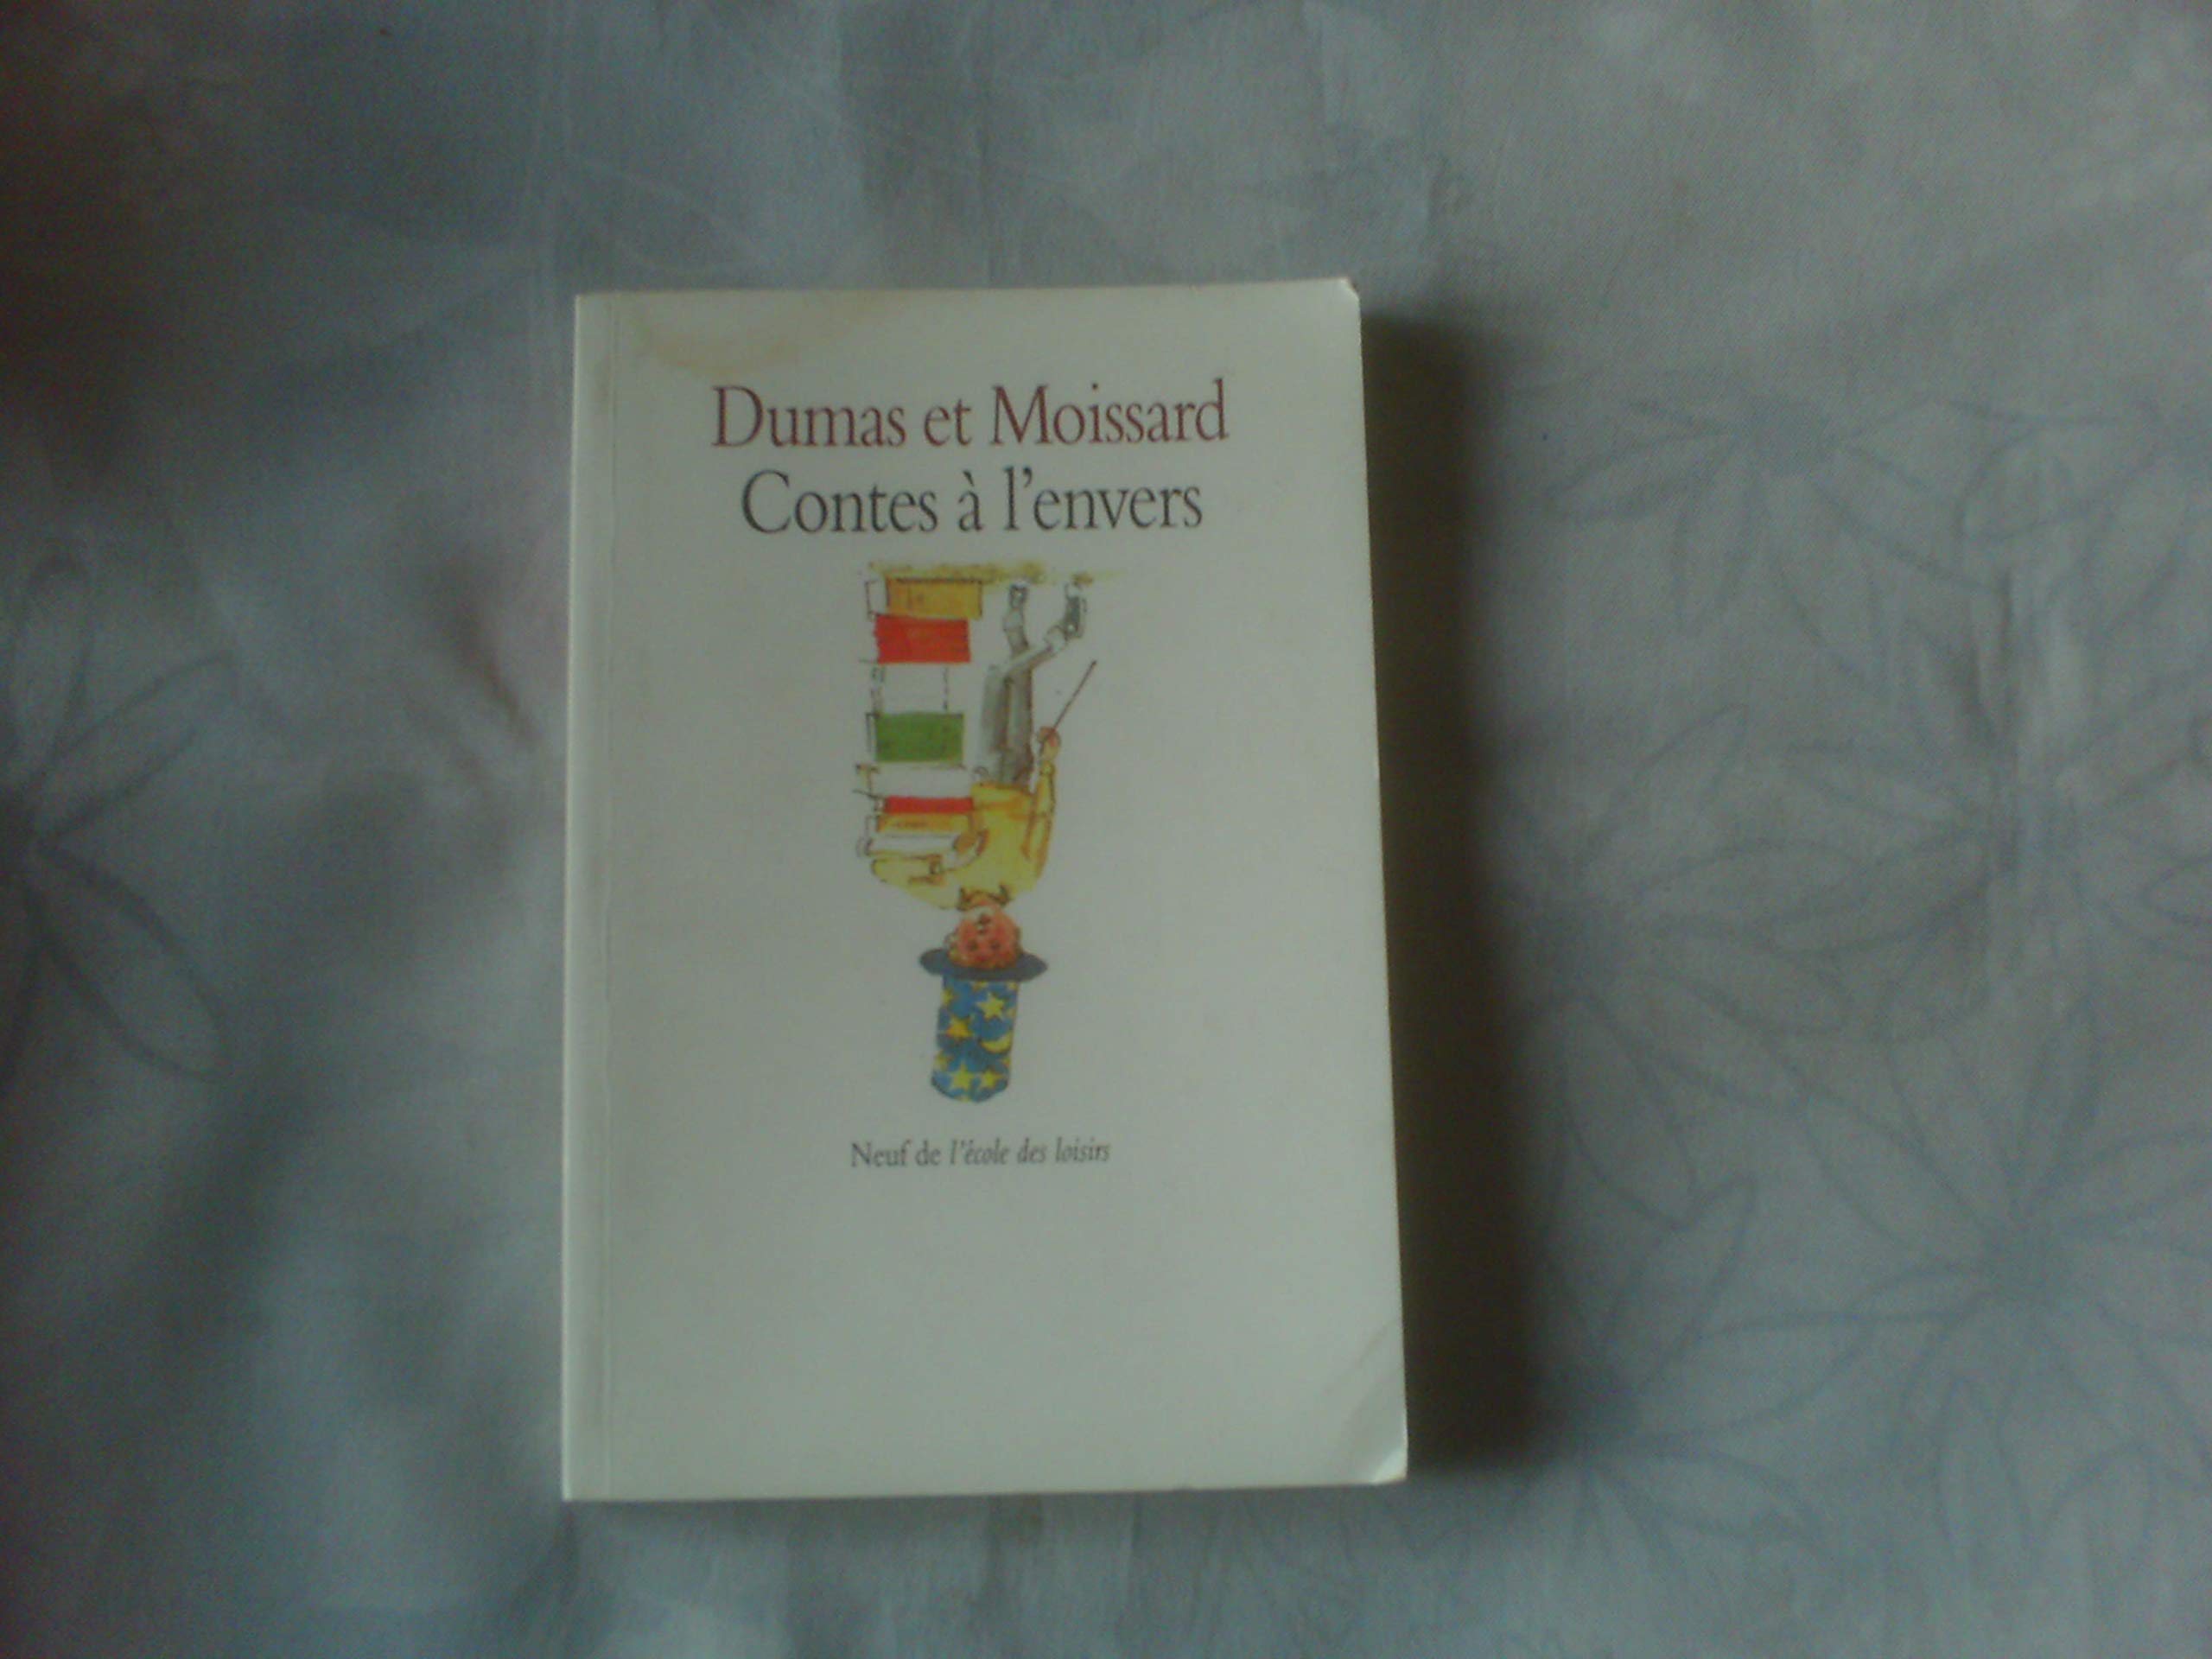 Dumas et Moissard
Contes à l'envers
Neuf de l'école des loisirs